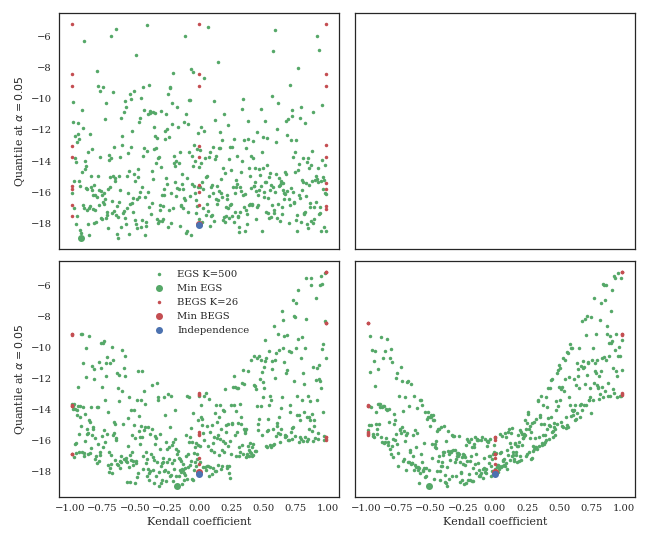 −6
−8
−10
−12
−14
−16
−18
Quantile at α = 0.05
−6
−8
−10
−12
−14
−16
−18
Quantile at α = 0.05
EGS K=500
Min EGS
BEGS K=26
Min BEGS
Independence
−1.00 −0.75 −0.50 −0.25 0.00 0.25 0.50 0.75 1.00
−1.00 −0.75 −0.50 −0.25 0.00 0.25 0.50 0.75 1.00
Kendall coefficient
Kendall coefficient